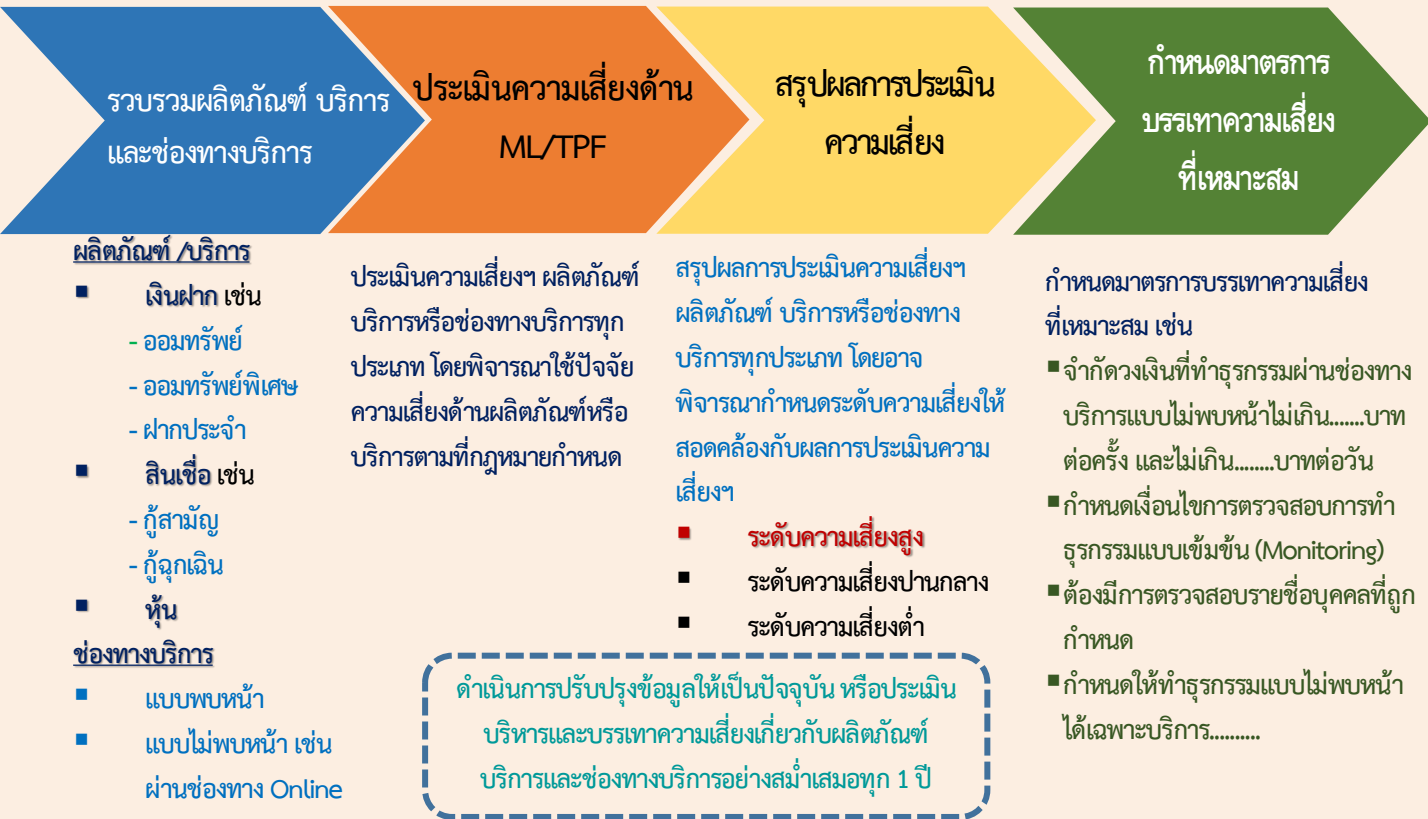 รวบรวมผลิตภัณฑ์ บริการ
และช่องทางบริการ
ประเมินความเสี่ยงด้าน
ML/TPF
สรุปผลการประเมิน
ความเสี่ยง
กำหนดมาตรการ
บรรเทาความเสี่ยง
ที่เหมาะสม
ผลิตภัณฑ์ /บริการ
▪ เงินฝาก เช่น
- ออมทรัพย์
- ออมทรัพย์พิเศษ
- ฝากประจำ
▪ สินเชื่อ เช่น
- กู้สามัญ
- กู้ฉุกเฉิน
▪ หุ้น
ช่องทางบริการ
▪ แบบพบหน้า
▪ แบบไม่พบหน้า เช่น
ผ่านช่องทาง Online
ประเมินความเสี่ยงฯ ผลิตภัณฑ์
บริการหรือช่องทางบริการทุก
ประเภท โดยพิจารณาใช้ปัจจัย
ความเสี่ยงด้านผลิตภัณฑ์หรือ
บริการตามที่กฎหมายกำหนด
สรุปผลการประเมินความเสี่ยงฯ
ผลิตภัณฑ์ บริการหรือช่องทาง
บริการทุกประเภท โดยอาจ
พิจารณากำหนดระดับความเสี่ยงให้
สอดคล้องกับผลการประเมินความ
เสี่ยงฯ
▪ ระดับความเสี่ยงสูง
▪ ระดับความเสี่ยงปานกลาง
▪ ระดับความเสี่ยงต่ำ
กำหนดมาตรการบรรเทาความเสี่ยง
ที่เหมาะสม เช่น
▪ จำกัดวงเงินที่ทำธุรกรรมผ่านช่องทาง
บริการแบบไม่พบหน้าไม่เกิน.......บาท
ต่อครั้ง และไม่เกิน........บาทต่อวัน
▪ กำหนดเงื่อนไขการตรวจสอบการทำ
ธุรกรรมแบบเข้มข้น (Monitoring)
▪ ต้องมีการตรวจสอบรายชื่อบุคคลที่ถูก
กำหนด
▪ กำหนดให้ทำธุรกรรมแบบไม่พบหน้า
ได้เฉพาะบริการ..........
ดำเนินการปรับปรุงข้อมูลให้เป็นปัจจุบัน หรือประเมิน
บริหารและบรรเทาความเสี่ยงเกี่ยวกับผลิตภัณฑ์
บริการและช่องทางบริการอย่างสม่ำเสมอทุก 1 ปี